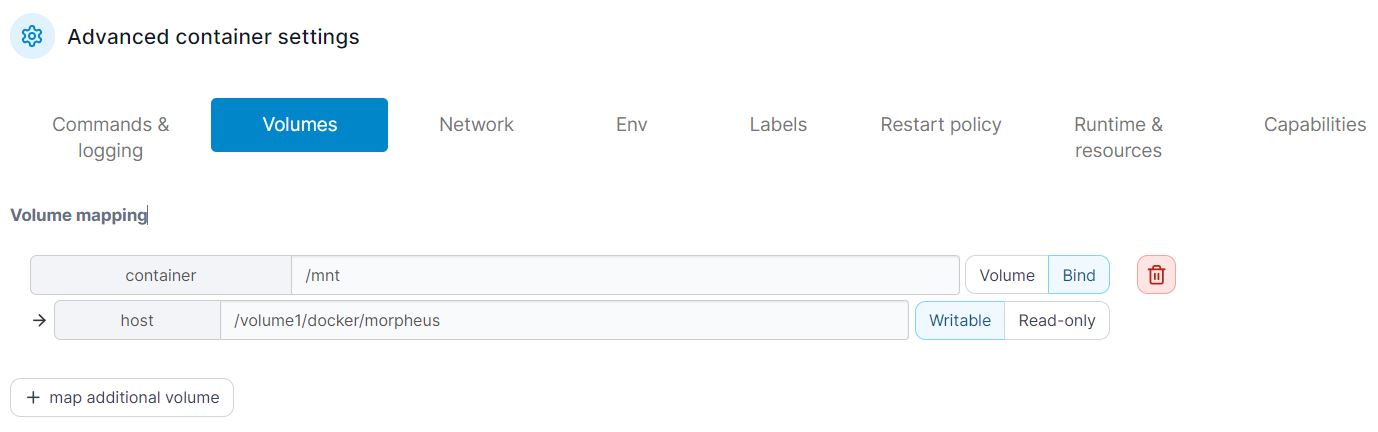 Advanced container settings
Commands &
logging
Volumes
Network
Env
Labels
Restart policy
Runtime &
resources
Capabilities
Volume mapping
container /mnt Volume Bind
→ host /volume1/docker/morpheus Writable Read-only
+ map additional volume